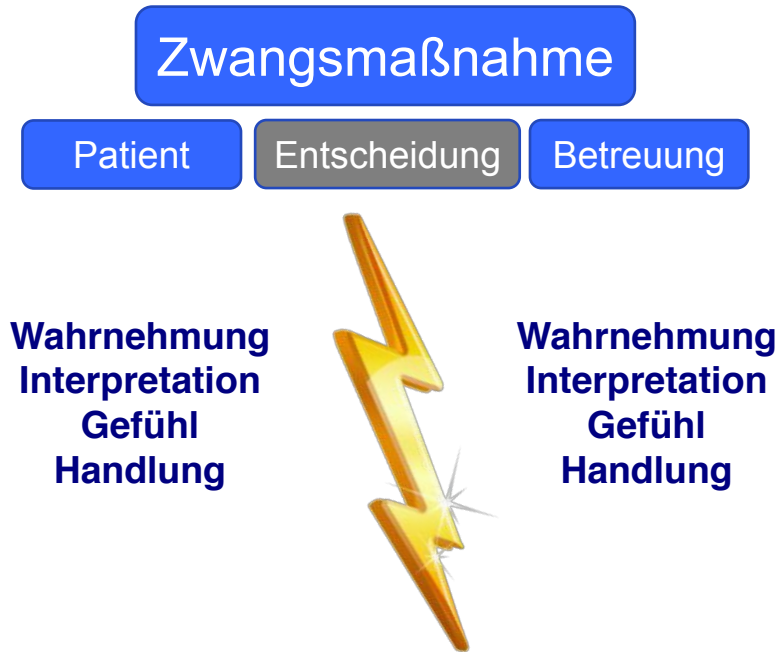 Zwangsmaßnahme
Patient
Entscheidung
Betreuung
Wahrnehmung
Interpretation
Gefühl
Handlung
Wahrnehmung
Interpretation
Gefühl
Handlung